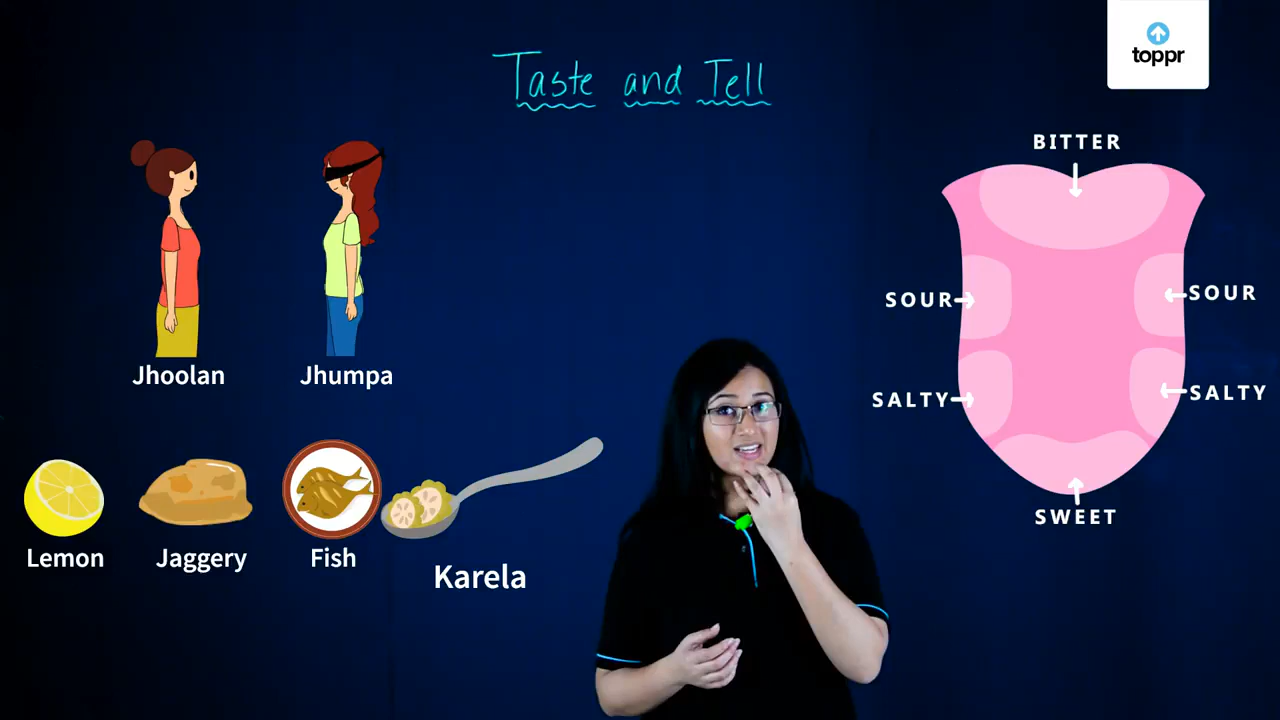 Taste and Tell
toppr
Jhoolan
Jhumpa
Lemon
Jaggery
Fish
Karela
BITTER
SOUR
SOUR
SALTY
SALTY
SWEET